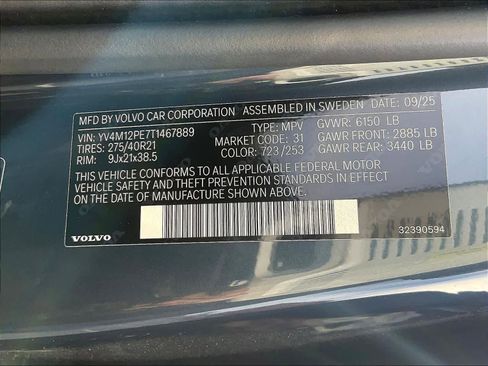 MFD BY VOLVO CAR CORPORATION ASSEMBLED IN SWEDEN DATE: 09/25
VIN: YV4M12PE7T1467889 TYPE: MPV GVWR: 6150 LB
TIRES: 275/40R21 MARKET CODE: 31 GAWR FRONT: 2885 LB
RIM: 9Jx21x38.5 COLOR: 723/253 GAWR REAR: 3440 LB
THIS VEHICLE CONFORMS TO ALL APPLICABLE FEDERAL MOTOR
VEHICLE SAFETY AND THEFT PREVENTION STANDARDS IN EFFECT
ON THE DATE OF MANUFACTURE SHOWN ABOVE.
VOLVO 32390594